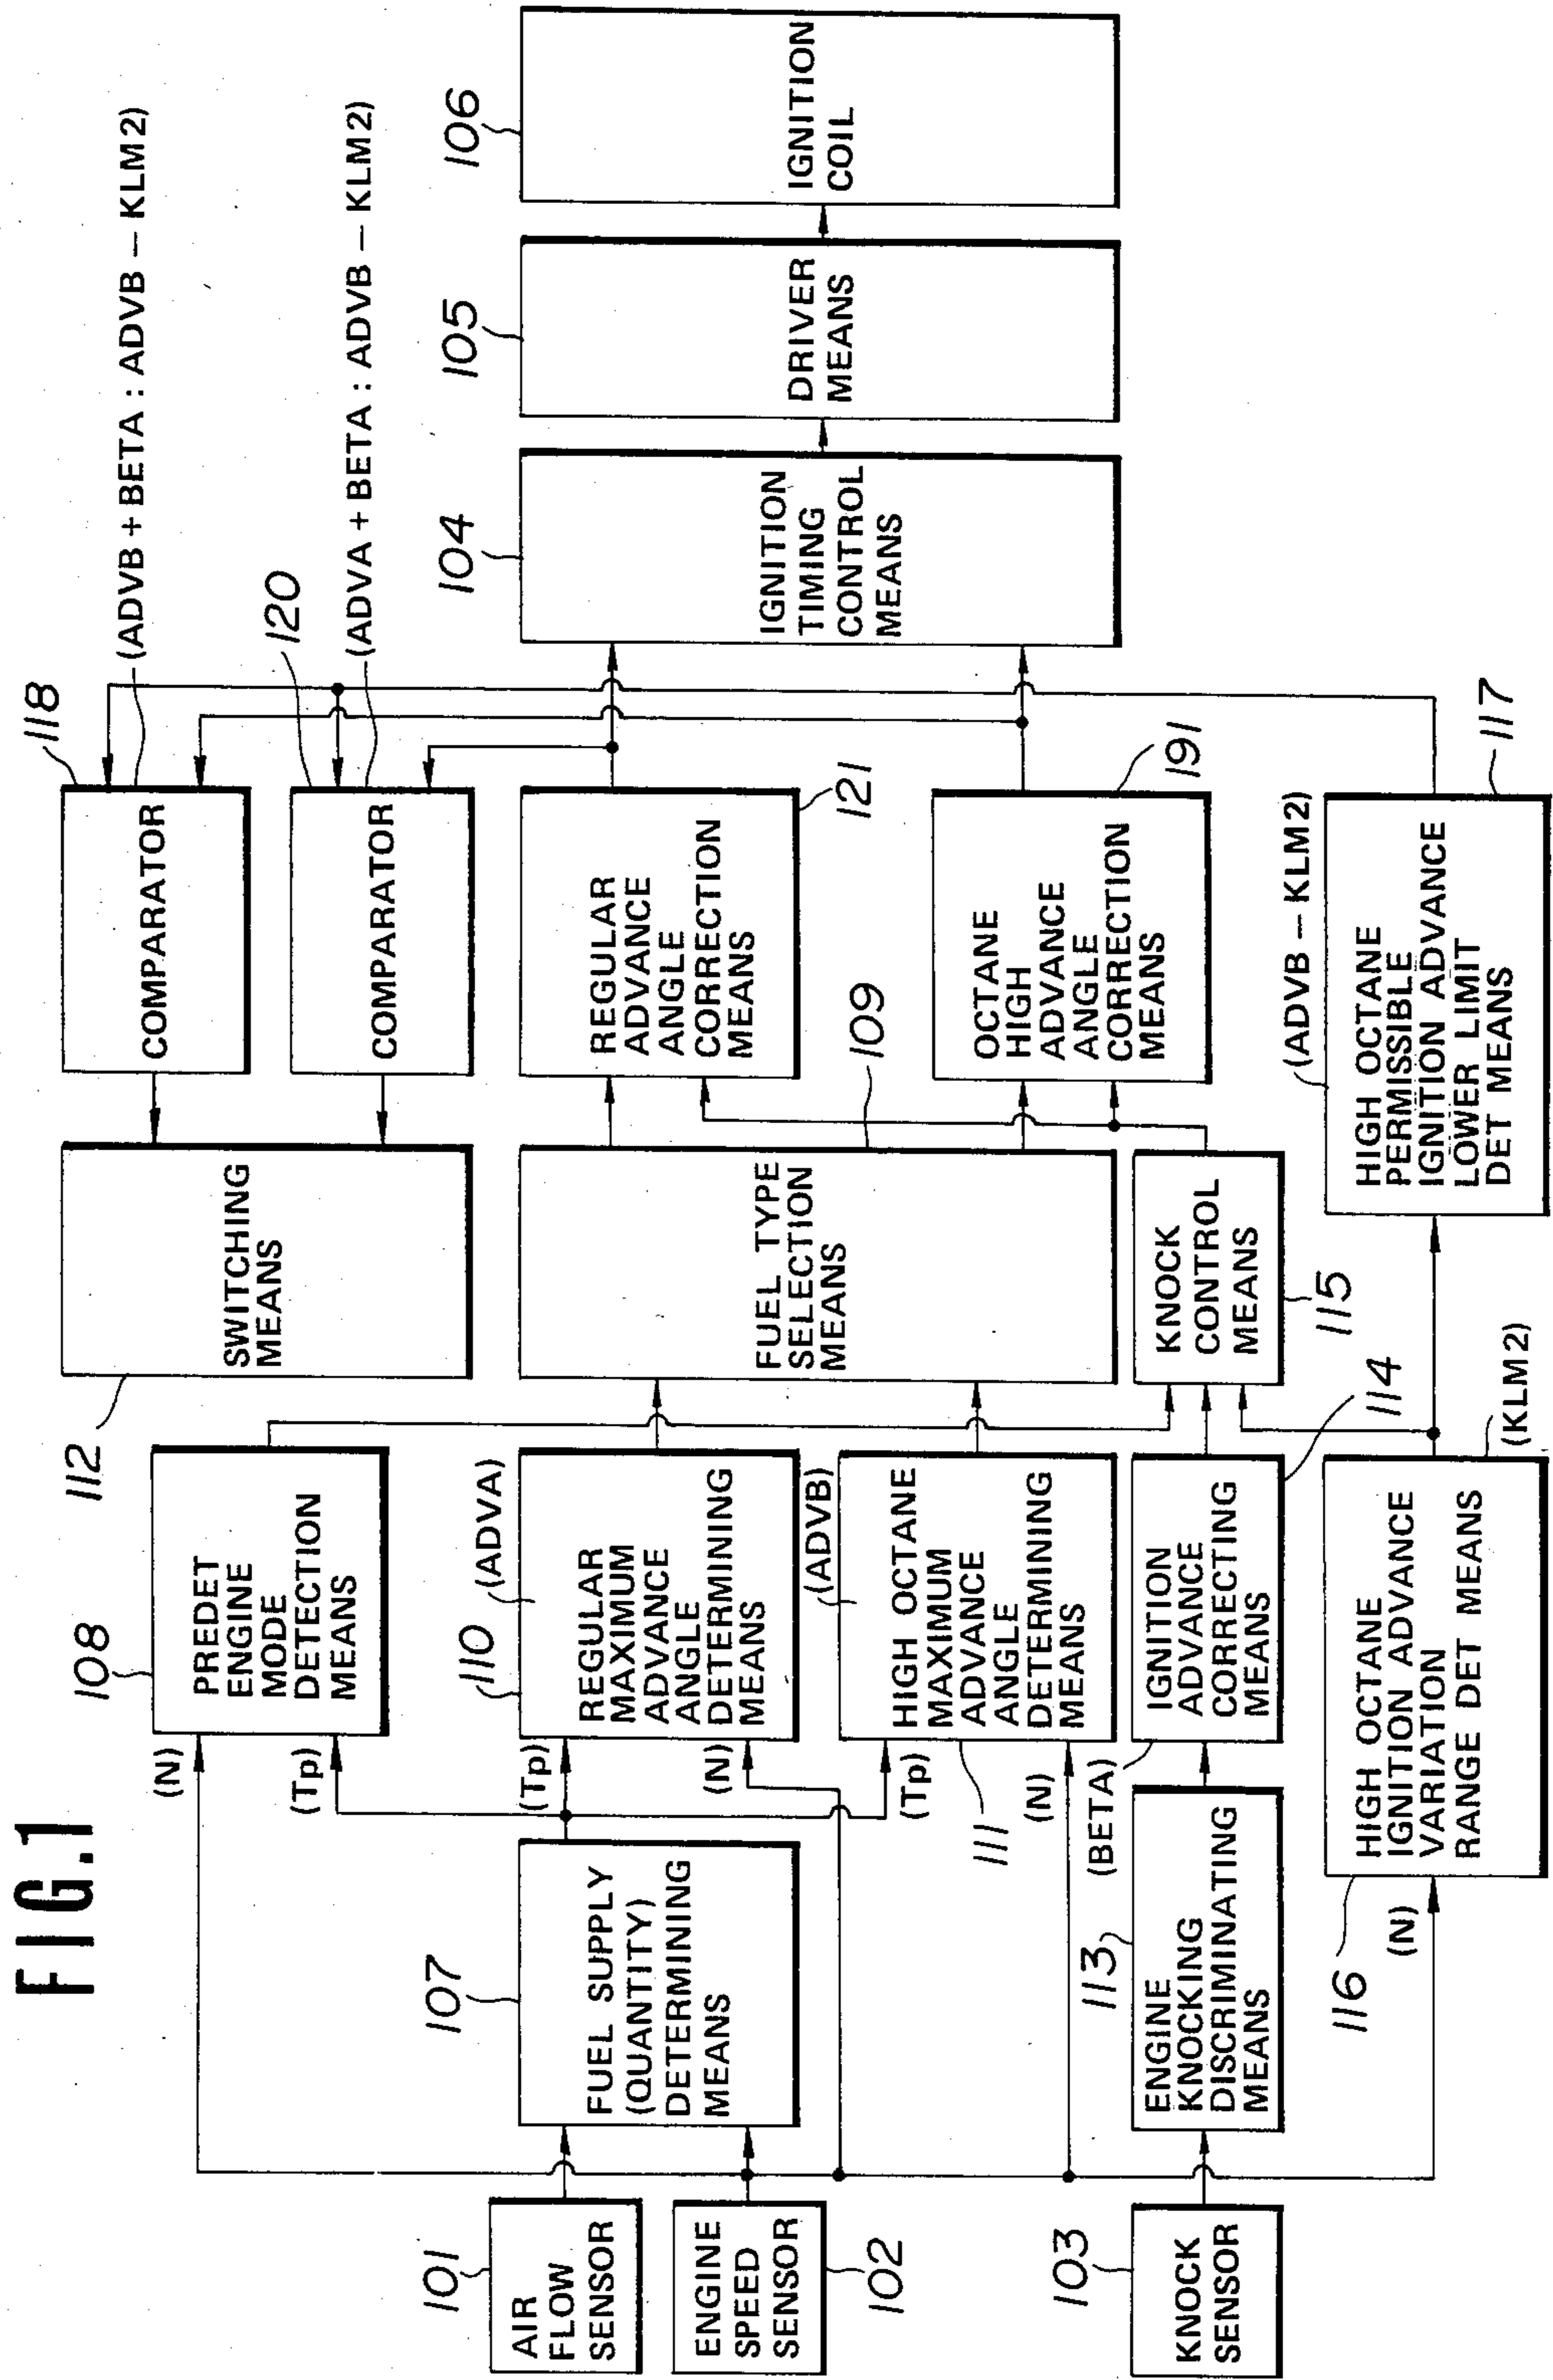 FIG.1
101
AIR
FLOW
SENSOR
ENGINE
SPEED
SENSOR
102
103
KNOCK
SENSOR
107
FUEL SUPPLY
(QUANTITY)
DETERMINING
MEANS
113
ENGINE
KNOCKING
DISCRIMINATING
MEANS
108
(N)
(Tp)
PREDET
ENGINE
MODE
DETECTION
MEANS
110
(ADVA)
(Tp)
(N)
REGULAR
MAXIMUM
ADVANCE
ANGLE
DETERMINING
MEANS
111
(ADVB)
(Tp)
(N)
HIGH OCTANE
MAXIMUM
ADVANCE
ANGLE
DETERMINING
MEANS
(BETA)
IGNITION
ADVANCE
CORRECTING
MEANS
114
116
(N)
HIGH OCTANE
IGNITION ADVANCE
VARIATION
RANGE DET MEANS
(KLM2)
112
SWITCHING
MEANS
FUEL TYPE
SELECTION
MEANS
109
KNOCK
CONTROL
MEANS
115
118
COMPARATOR
(ADVB + BETA : ADVB - KLM2)
120
COMPARATOR
(ADVA + BETA : ADVB - KLM2)
REGULAR
ADVANCE
ANGLE
CORRECTION
MEANS
121
OCTANE
HIGH
ADVANCE
ANGLE
CORRECTION
MEANS
191
(ADVB - KLM2)
HIGH OCTANE
PERMISSIBLE
IGNITION ADVANCE
LOWER LIMIT
DET MEANS
117
104
IGNITION
TIMING
CONTROL
MEANS
105
DRIVER
MEANS
106
IGNITION
COIL